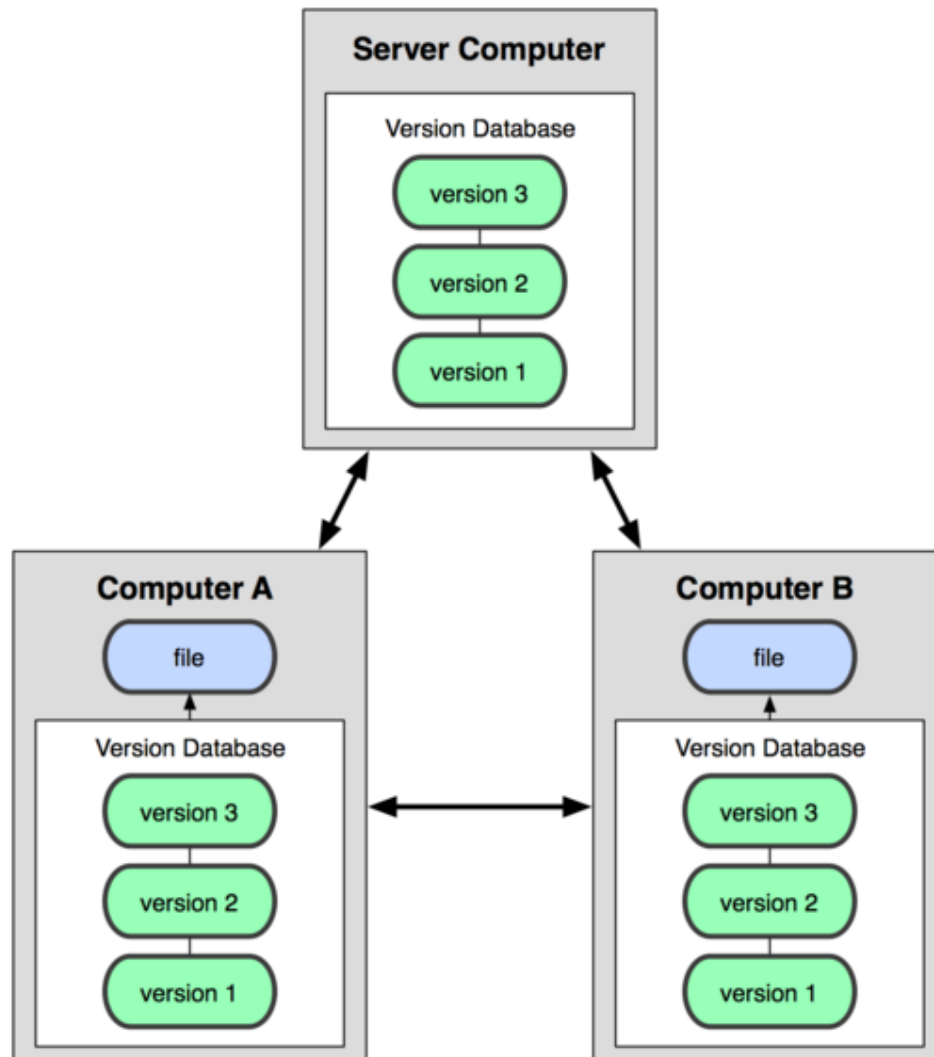 Server Computer
Version Database
version 3
version 2
version 1
Computer A
file
Version Database
version 3
version 2
version 1
Computer B
file
Version Database
version 3
version 2
version 1